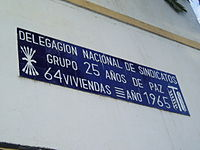 DELEGACION NACIONAL DE SINDICATOS
GRUPO 25 AÑOS DE PAZ
64 VIVIENDAS AÑO 1965